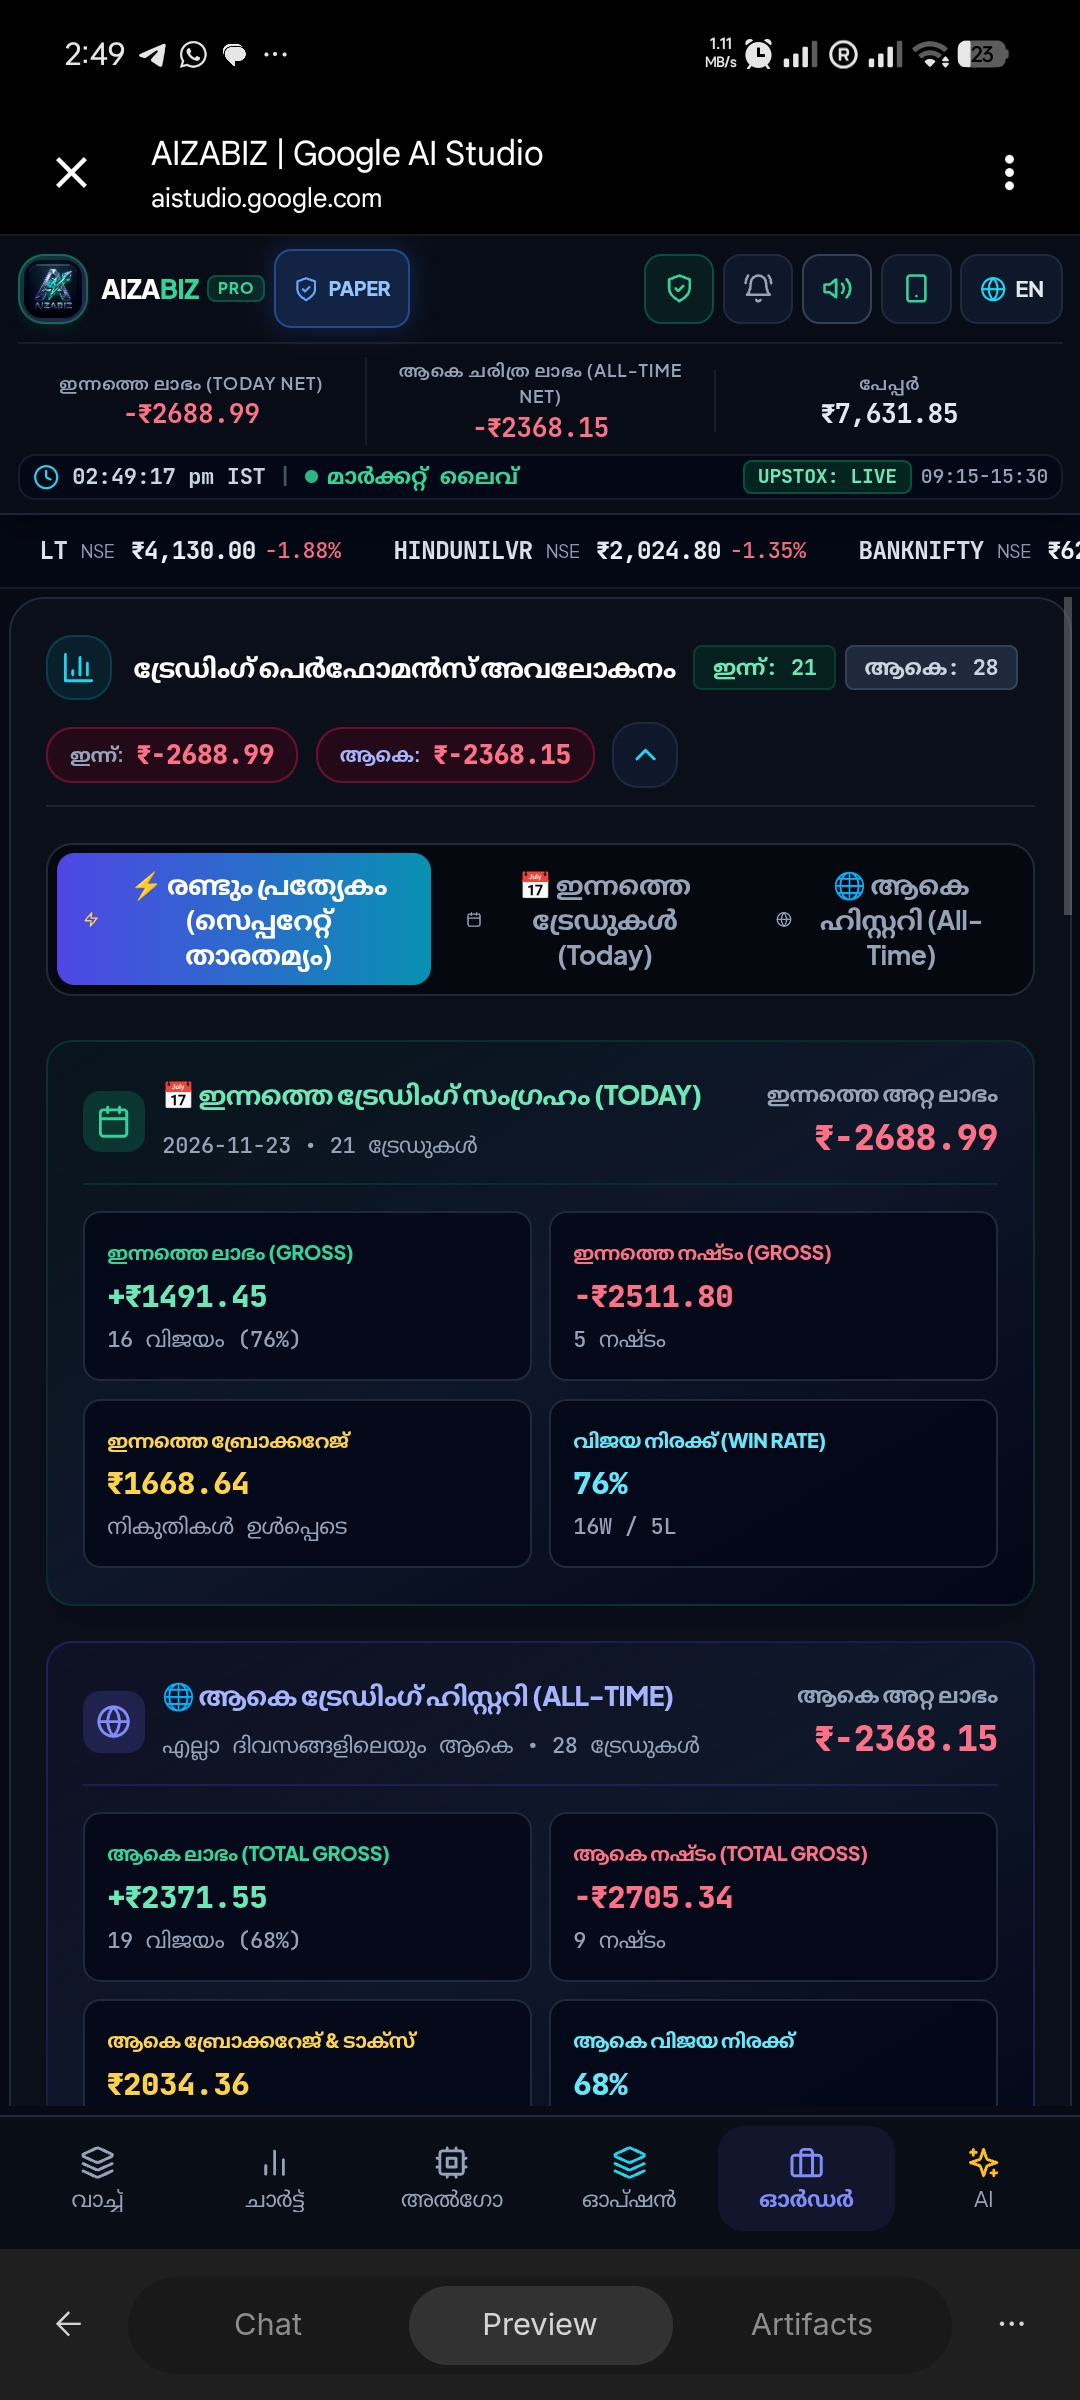 2:49
1.11 MB/s
23
AIZABIZ | Google AI Studio
aistudio.google.com
AIZABIZ PRO PAPER EN
ഇന്നത്തെ ലാഭം (TODAY NET)
-₹2688.99
ആകെ ചരിത്ര ലാഭം (ALL-TIME
NET)
-₹2368.15
പേപ്പർ
₹7,631.85
02:49:17 pm IST | മാർക്കറ്റ് ലൈവ് UPSTOX: LIVE 09:15-15:30
LT NSE ₹4,130.00 -1.88% HINDUNILVR NSE ₹2,024.80 -1.35% BANKNIFTY NSE ₹62
ട്രേഡിംഗ് പെർഫോമൻസ് അവലോകനം ഇന്ന്: 21 ആകെ: 28
ഇന്ന്: ₹-2688.99 ആകെ: ₹-2368.15
⚡ രണ്ടും പ്രത്യേകം
(സെപ്പറേറ്റ്
താരതമ്യം)
📅 ഇന്നത്തെ
ട്രേഡുകൾ
(Today)
🌐 ആകെ
ഹിസ്റ്ററി (All-
Time)
📅 ഇന്നത്തെ ട്രേഡിംഗ് സംഗ്രഹം (TODAY)
2026-11-23 • 21 ട്രേഡുകൾ
ഇന്നത്തെ അറ്റ ലാഭം
₹-2688.99
ഇന്നത്തെ ലാഭം (GROSS)
+₹1491.45
16 വിജയം (76%)
ഇന്നത്തെ നഷ്ടം (GROSS)
-₹2511.80
5 നഷ്ടം
ഇന്നത്തെ ബ്രോക്കറേജ്
₹1668.64
നികുതികൾ ഉൾപ്പെടെ
വിജയ നിരക്ക് (WIN RATE)
76%
16W / 5L
🌐 ആകെ ട്രേഡിംഗ് ഹിസ്റ്ററി (ALL-TIME)
എല്ലാ ദിവസങ്ങളിലെയും ആകെ • 28 ട്രേഡുകൾ
ആകെ അറ്റ ലാഭം
₹-2368.15
ആകെ ലാഭം (TOTAL GROSS)
+₹2371.55
19 വിജയം (68%)
ആകെ നഷ്ടം (TOTAL GROSS)
-₹2705.34
9 നഷ്ടം
ആകെ ബ്രോക്കറേജ് & ടാക്സ്
₹2034.36
ആകെ വിജയ നിരക്ക്
68%
വാച്ച് ചാർട്ട് അൽഗോ ഓപ്ഷൻ ഓർഡർ AI
Chat Preview Artifacts